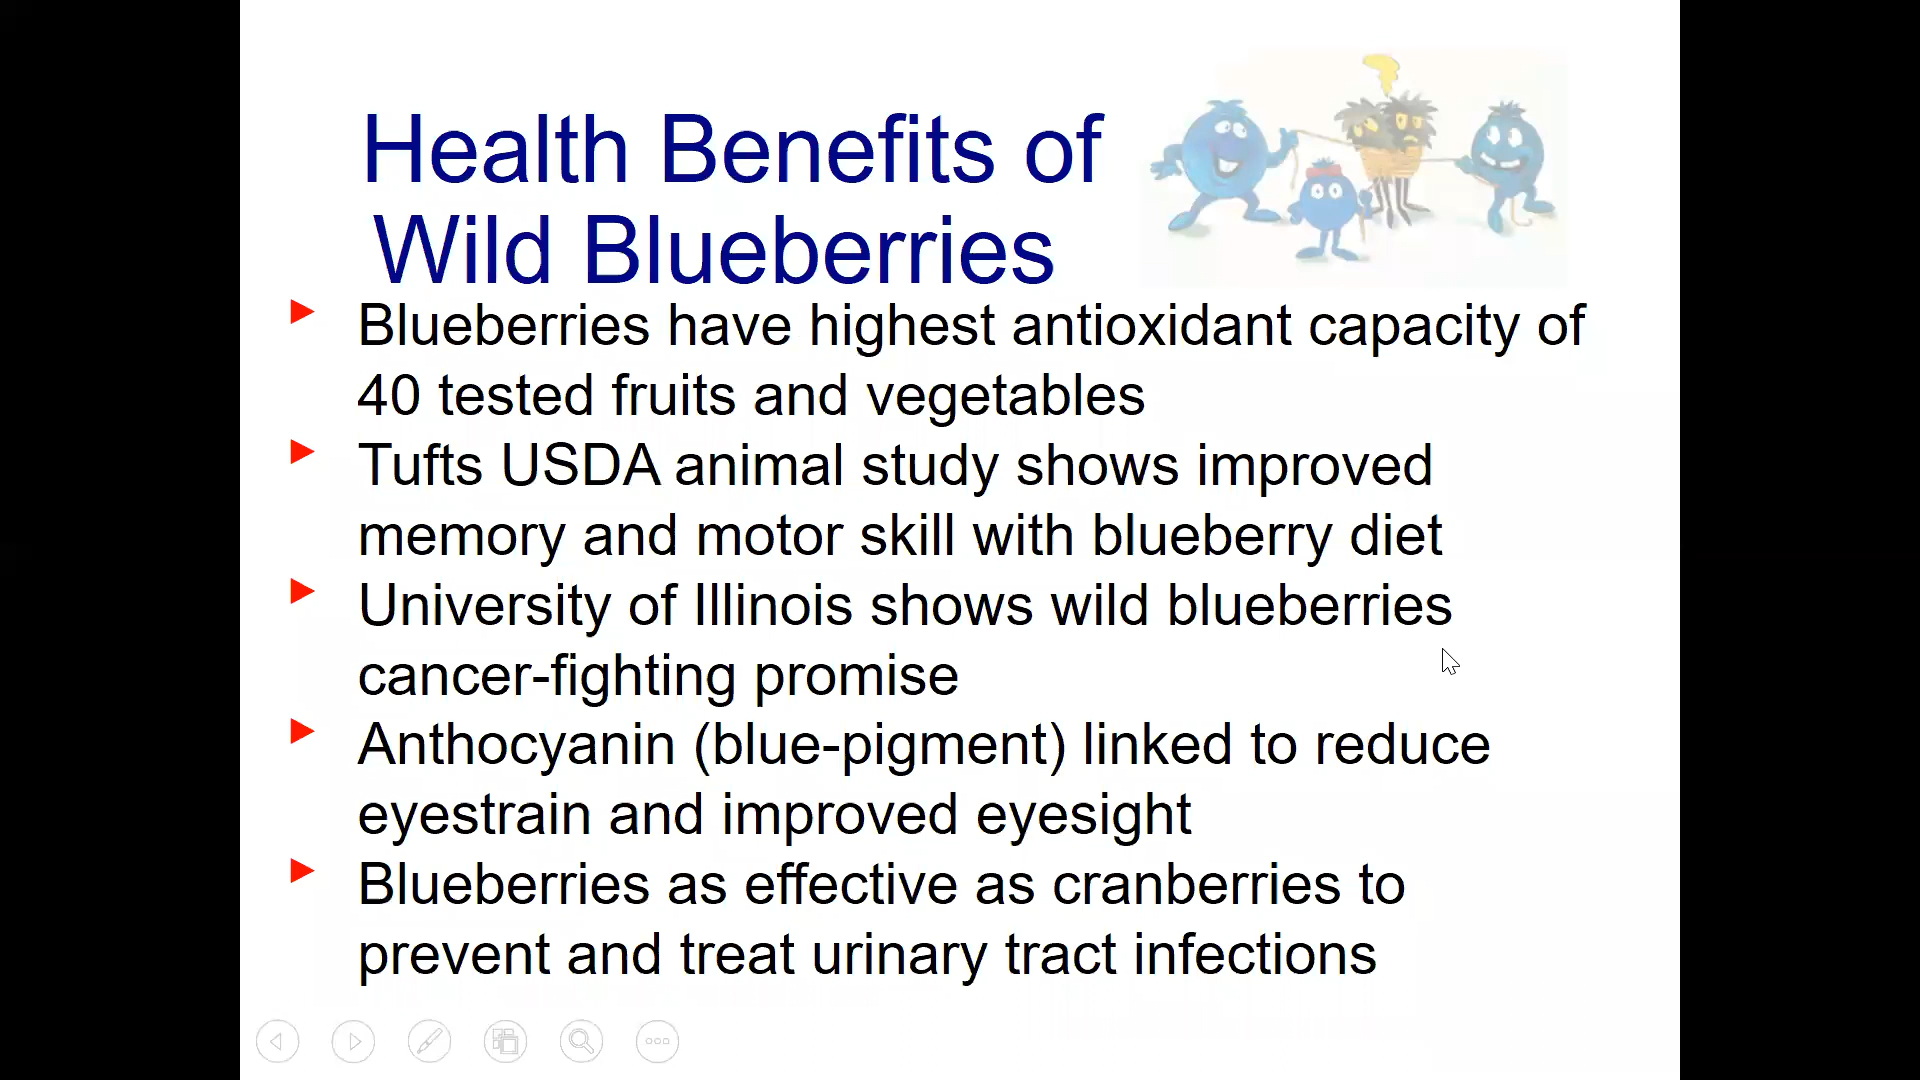 Health Benefits of
Wild Blueberries
Blueberries have highest antioxidant capacity of
40 tested fruits and vegetables
Tufts USDA animal study shows improved
memory and motor skill with blueberry diet
University of Illinois shows wild blueberries
cancer-fighting promise
Anthocyanin (blue-pigment) linked to reduce
eyestrain and improved eyesight
Blueberries as effective as cranberries to
prevent and treat urinary tract infections